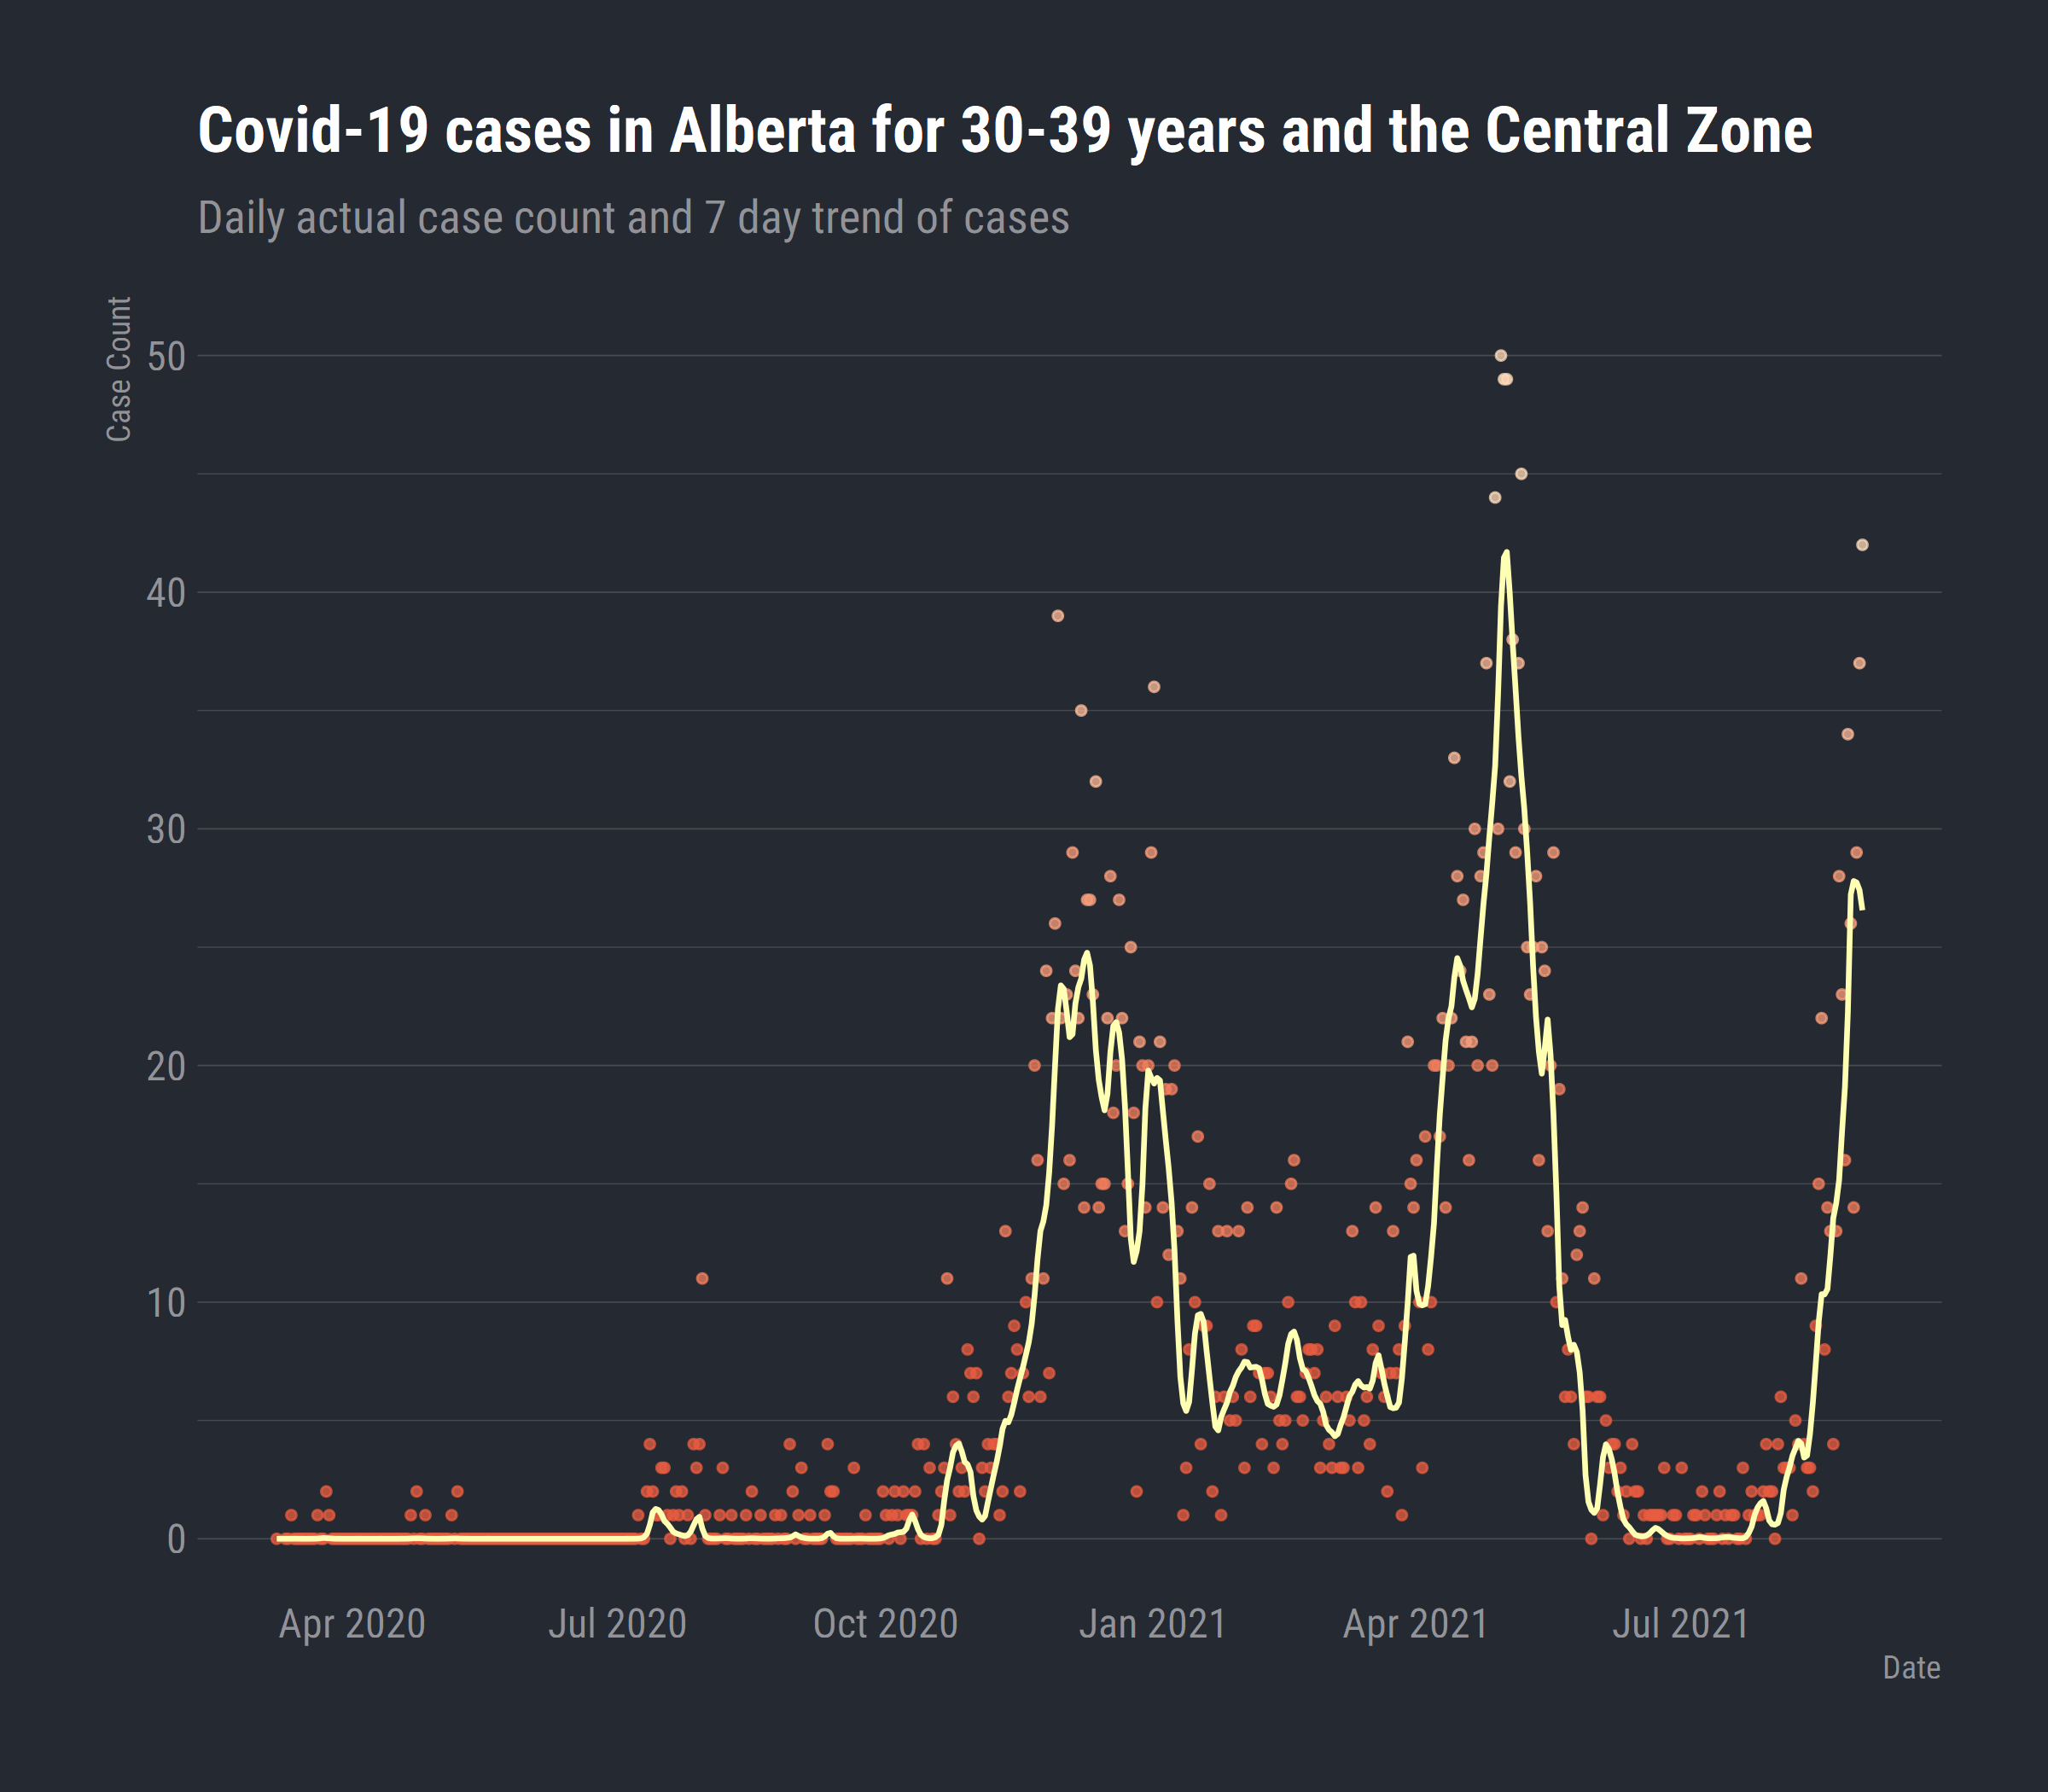 Covid-19 cases in Alberta for 30-39 years and the Central Zone
Daily actual case count and 7 day trend of cases
Case Count
50
40
30
20
10
0
Apr 2020
Jul 2020
Oct 2020
Jan 2021
Apr 2021
Jul 2021
Date